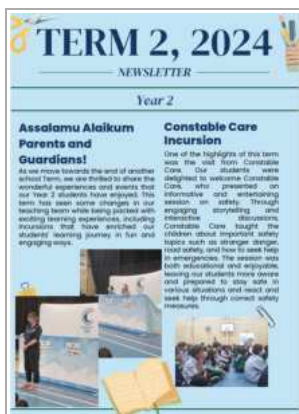 TERM 2, 2024
NEWSLETTER
Year 2
Assalamu Alaikum
Parents and
Guardians!
As we move towards the end of another
school Term, we are thrilled to share the
wonderful experiences and events that
our Year 2 students have enjoyed. This
term has seen some changes in our
teaching team while being packed with
exciting learning experiences, including
incursions that have enriched our
students' learning journey in fun and
engaging ways.
Constable Care
Incursion
One of the highlights of this term
was the visit from Constable
Care. Our students were
delighted to welcome Constable
Care, who presented an
informative and entertaining
session on safety. Through
engaging storytelling and
interactive discussions,
Constable Care taught the
children about important safety
topics such as stranger danger,
road safety, and how to seek help
in emergencies. The session was
both educational and enjoyable,
leaving our students more aware
and prepared to stay safe in
various situations and react and
seek help through correct safety
measures.